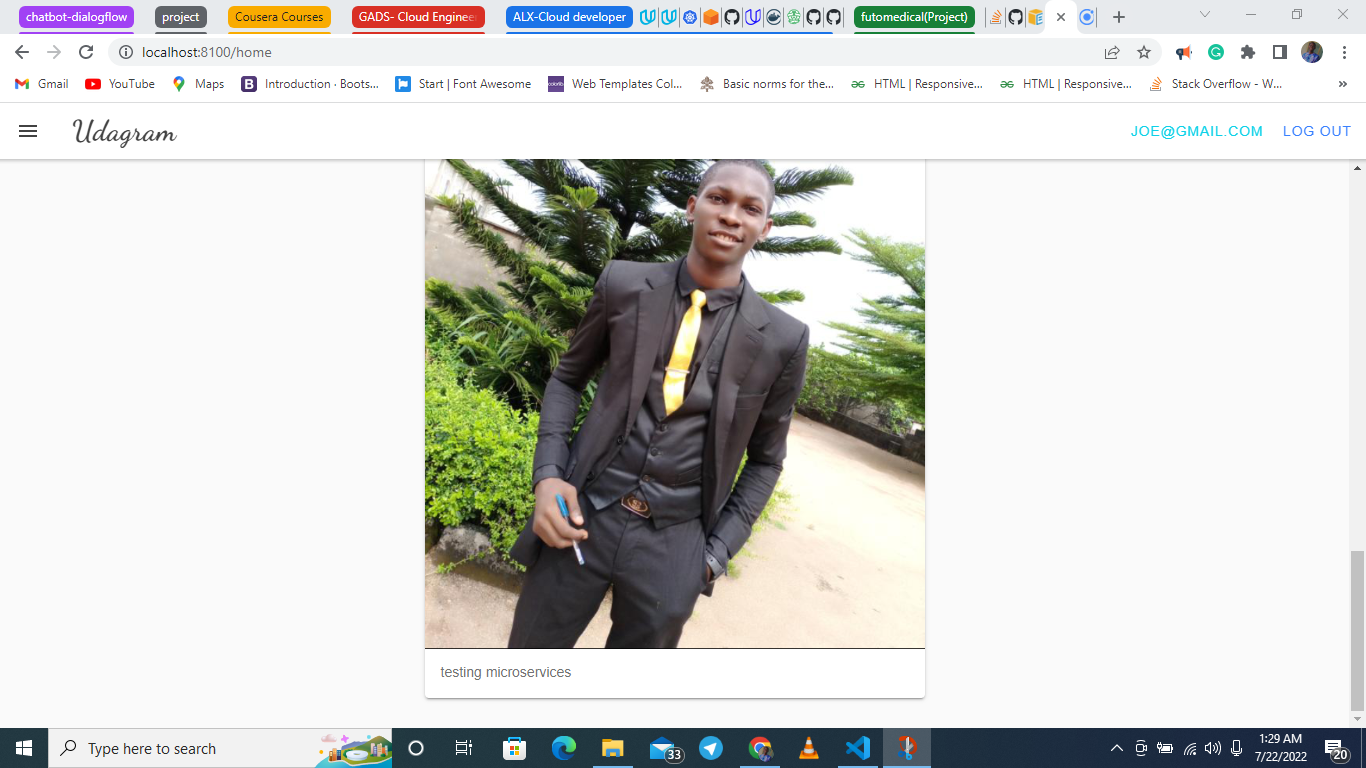 chatbot-dialogflow project Cousera Courses GADS- Cloud Enginee ALX-Cloud developer futomedical(Project)
localhost:8100/home
Gmail YouTube Maps Introduction · Boots... Start | Font Awesome Web Templates Col... Basic norms for the... HTML | Responsive... HTML | Responsive... Stack Overflow - W... »
Udagram JOE@GMAIL.COM LOG OUT
testing microservices
Type here to search 33 1:29 AM
7/22/2022 20